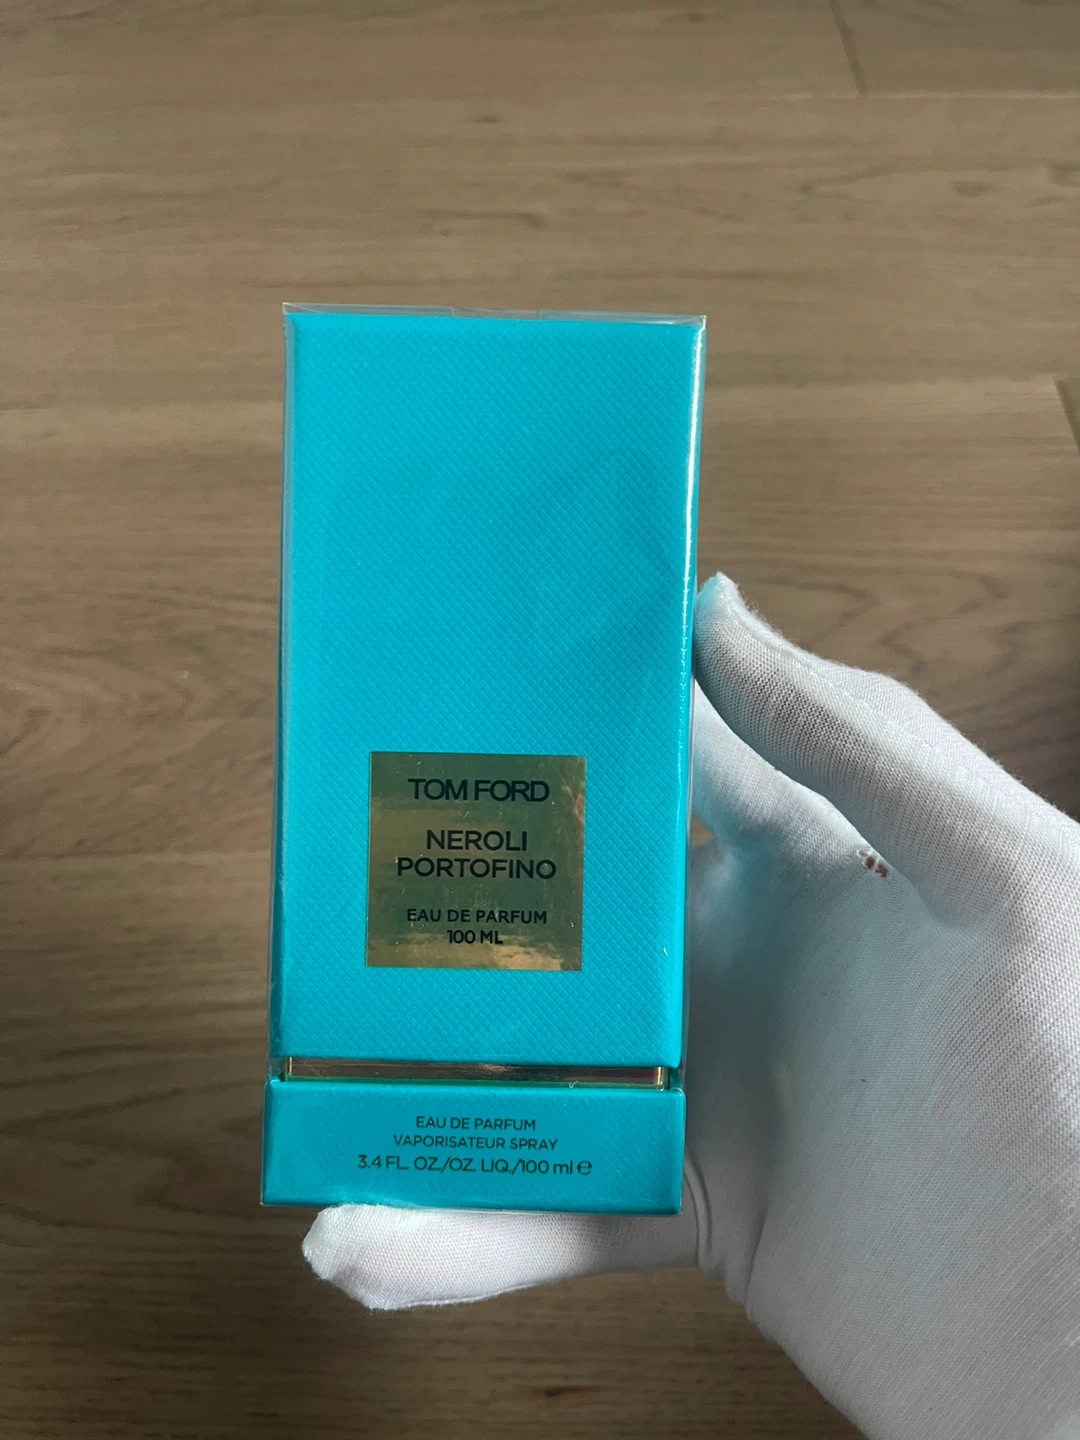 TOM FORD
NEROLI
PORTOFINO
EAU DE PARFUM
100 ML
EAU DE PARFUM
VAPORISATEUR SPRAY
3.4 FL. OZ./OZ. LIQ./100 ml ℮